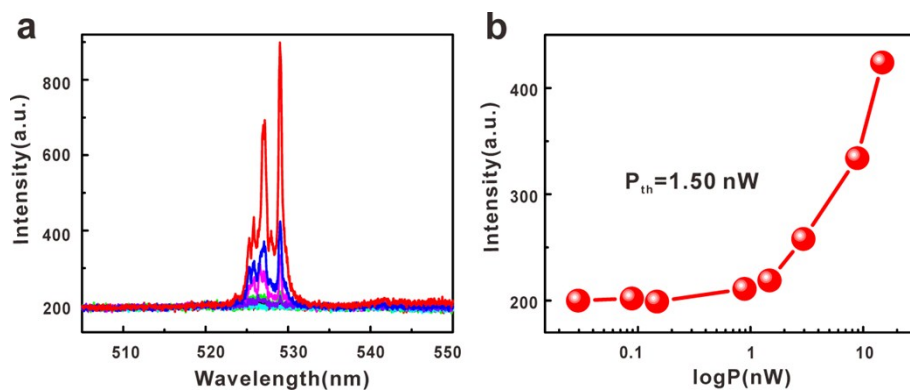 a
Intensity(a.u.)
800
600
400
200
510 520 530 540 550
Wavelength(nm)
b
Intensity(a.u.)
400
300
200
P_th=1.50 nW
0.1 1 10
logP(nW)